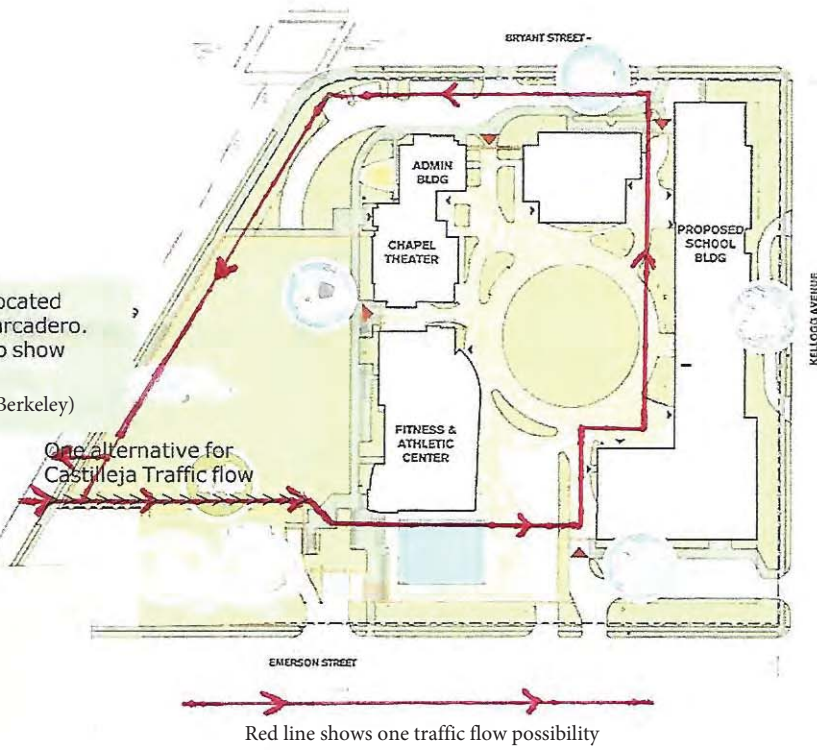 BRYANT STREET-
ADMIN
BLDG
CHAPEL
THEATER
PROPOSED
SCHOOL
BLDG
KELLOGG AVENUE
ocated
arcadero.
o show
Berkeley)
FITNESS &
ATHLETIC
CENTER
One alternative for
Castilleja Traffic flow
EMERSON STREET
Red line shows one traffic flow possibility